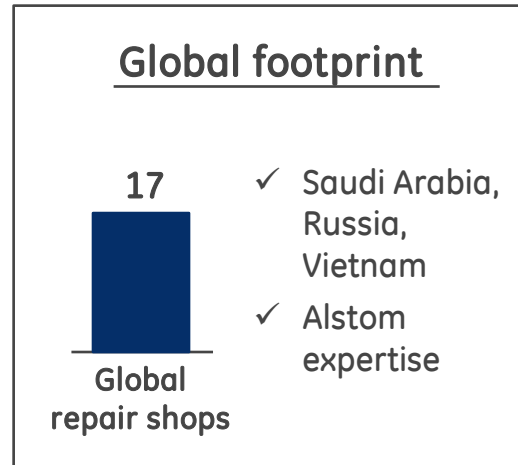 Global footprint
17
Global
repair shops
✓ Saudi Arabia,
Russia,
Vietnam
✓ Alstom
expertise